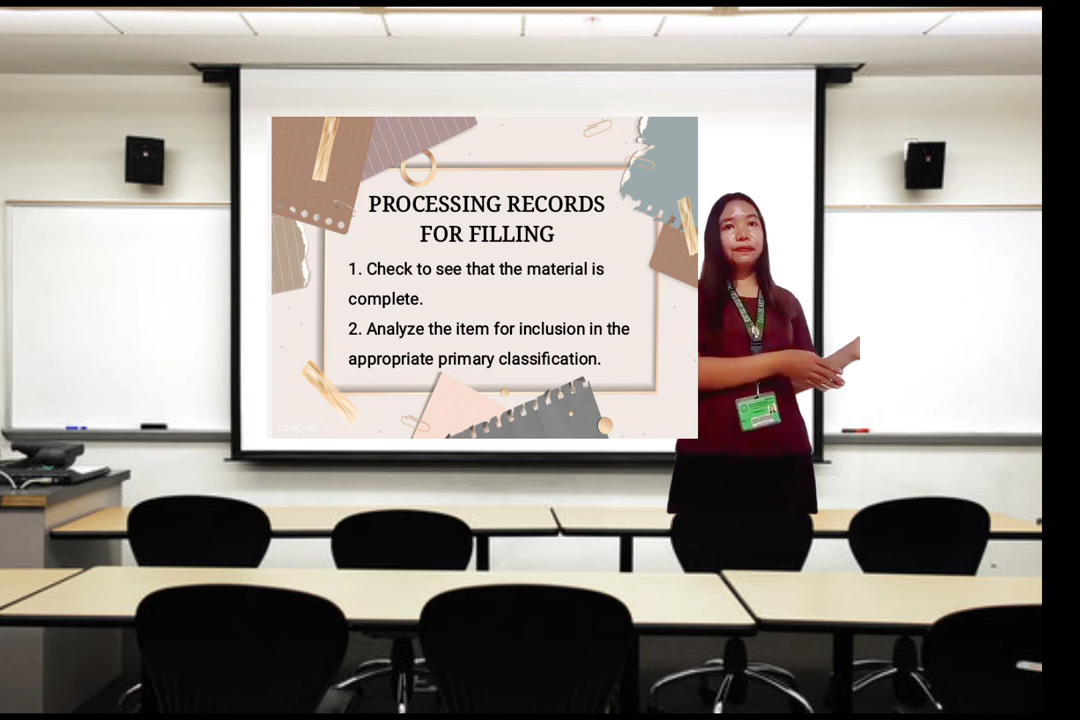 PROCESSING RECORDS
FOR FILLING
1. Check to see that the material is
complete.
2. Analyze the item for inclusion in the
appropriate primary classification.
rawpixel